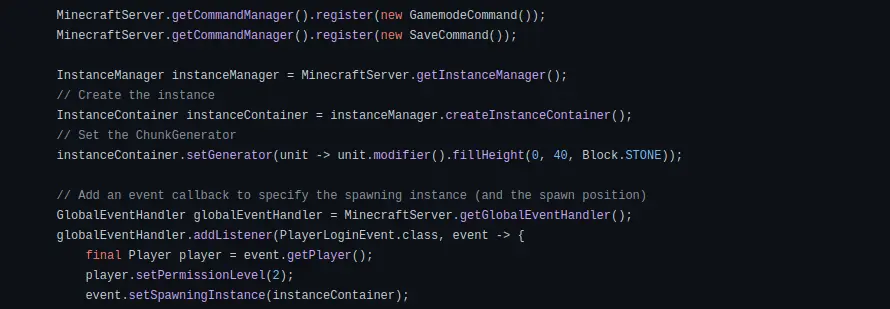 MinecraftServer.getCommandManager().register(new GamemodeCommand());
MinecraftServer.getCommandManager().register(new SaveCommand());
InstanceManager instanceManager = MinecraftServer.getInstanceManager();
// Create the instance
InstanceContainer instanceContainer = instanceManager.createInstanceContainer();
// Set the ChunkGenerator
instanceContainer.setGenerator(unit -> unit.modifier().fillHeight(0, 40, Block.STONE));
// Add an event callback to specify the spawning instance (and the spawn position)
GlobalEventHandler globalEventHandler = MinecraftServer.getGlobalEventHandler();
globalEventHandler.addListener(PlayerLoginEvent.class, event -> {
final Player player = event.getPlayer();
player.setPermissionLevel(2);
event.setSpawningInstance(instanceContainer);